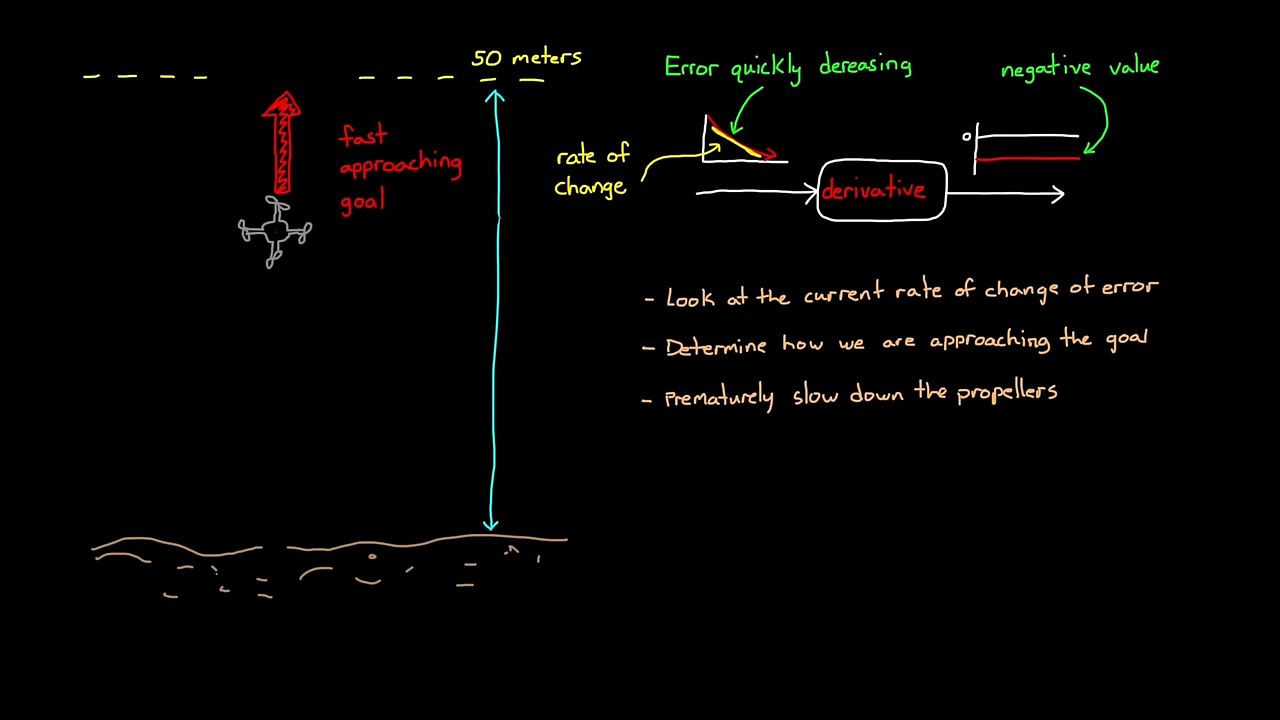 50 meters
fast
approaching
goal
Error quickly dereasing
negative value
rate of
change
0
derivative
- Look at the current rate of change of error
- Determine how we are approaching the goal
- Prematurely slow down the propellers